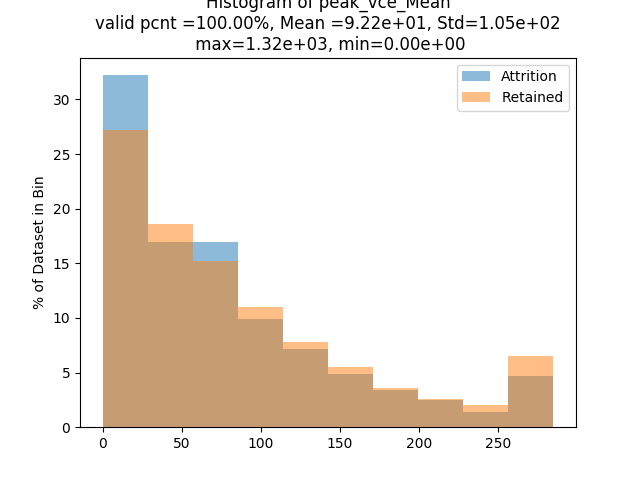 Histogram of peak_vce_Mean
valid pcnt =100.00%, Mean =9.22e+01, Std=1.05e+02
max=1.32e+03, min=0.00e+00
Attrition
Retained
% of Dataset in Bin
30
25
20
15
10
5
0
0 50 100 150 200 250